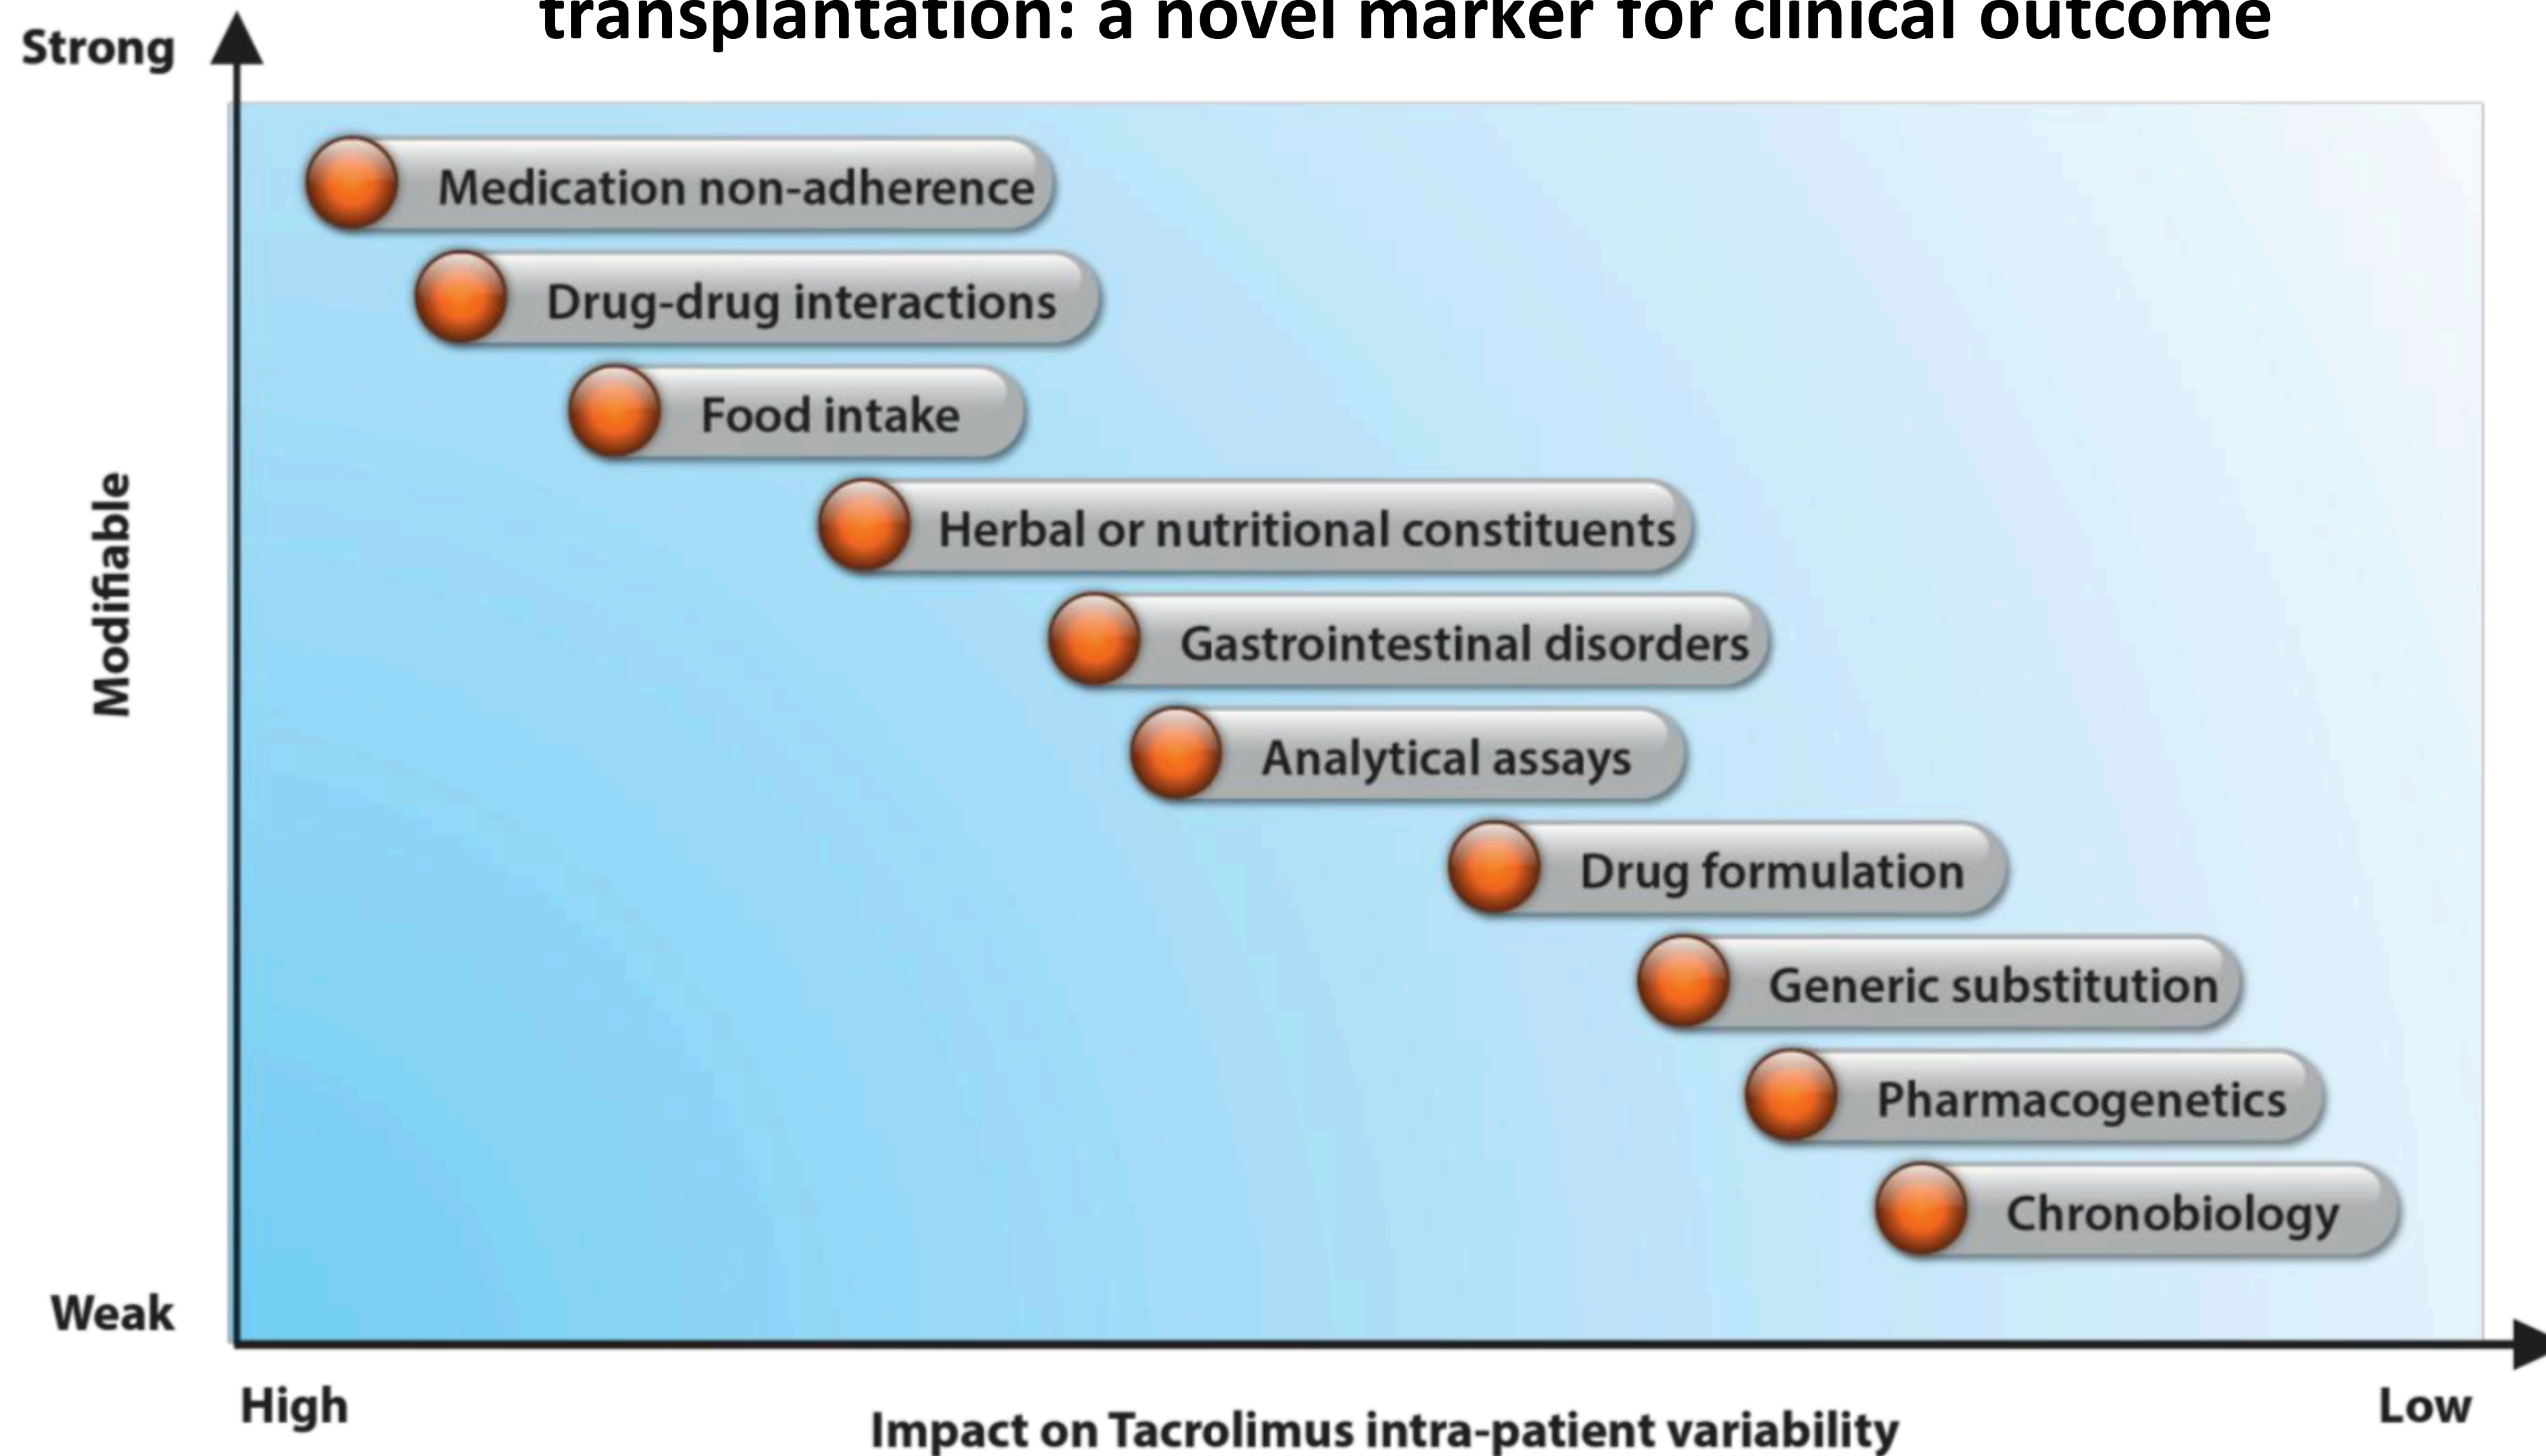 transplantation: a novel marker for clinical outcome
Strong
Medication non-adherence
Drug-drug interactions
Food intake
Herbal or nutritional constituents
Modifiable
Gastrointestinal disorders
Analytical assays
Drug formulation
Generic substitution
Pharmacogenetics
Chronobiology
Weak
High
Low
Impact on Tacrolimus intra-patient variability